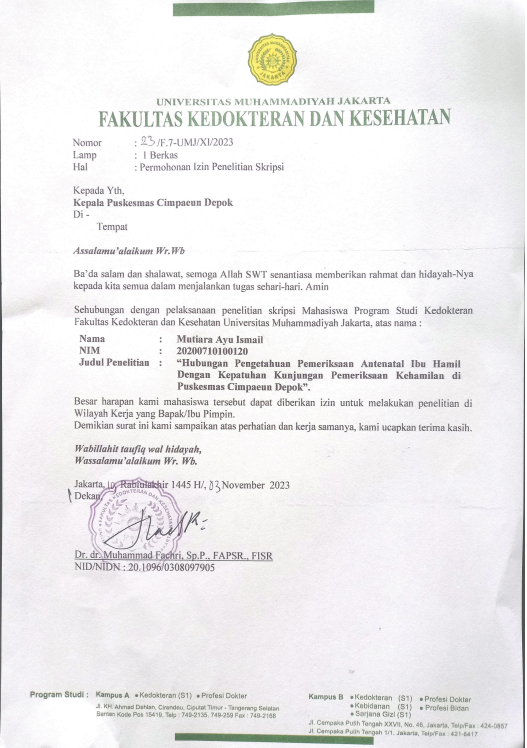 UNIVERSITAS MUHAMMADIYAH JAKARTA
FAKULTAS KEDOKTERAN DAN KESEHATAN
Nomor : 23/F.7-UMJ/XI/2023
Lamp : 1 Berkas
Hal : Permohonan Izin Penelitian Skripsi
Kepada Yth,
Kepala Puskesmas Cimpaeun Depok
Di -
Tempat
Assalamu'alaikum Wr.Wb
Ba'da salam dan shalawat, semoga Allah SWT senantiasa memberikan rahmat dan hidayah-Nya
kepada kita semua dalam menjalankan tugas sehari-hari. Amin
Sehubungan dengan pelaksanaan penelitian skripsi Mahasiswa Program Studi Kedokteran
Fakultas Kedokteran dan Kesehatan Universitas Muhammadiyah Jakarta, atas nama :
Nama : Mutiara Ayu Ismail
NIM : 20200710100120
Judul Penelitian : "Hubungan Pengetahuan Pemeriksaan Antenatal Ibu Hamil
Dengan Kepatuhan Kunjungan Pemeriksaan Kehamilan di
Puskesmas Cimpaeun Depok".
Besar harapan kami mahasiswa tersebut dapat diberikan izin untuk melakukan penelitian di
Wilayah Kerja yang Bapak/Ibu Pimpin.
Demikian surat ini kami sampaikan atas perhatian dan kerja samanya, kami ucapkan terima kasih.
Wabillahit taufiq wal hidayah,
Wassalamu'alaikum Wr. Wb.
Jakarta, Rabiulakhir 1445 H/, 03 November 2023
Dekan,
Dr. dr. Muhammad Fachri, Sp.P., FAPSR., FISR
NID/NIDN : 20.1096/0308097905
Program Studi : Kampus A • Kedokteran (S1) • Profesi Dokter
Jl. KH. Ahmad Dahlan, Cirendeu, Ciputat Timur - Tangerang Selatan
Banten Kode Pos 15419, Telp : 749-2135, 749-259 Fax : 749-2168
Kampus B • Kedokteran (S1) • Profesi Dokter
• Kebidanan (S1) • Profesi Bidan
• Sarjana Gizi (S1)
Jl. Cempaka Putih Tengah XXVII, No. 46, Jakarta, Telp/Fax : 424-0857
Jl. Cempaka Putih Tengah 1/1, Jakarta, Telp/Fax : 421-6417